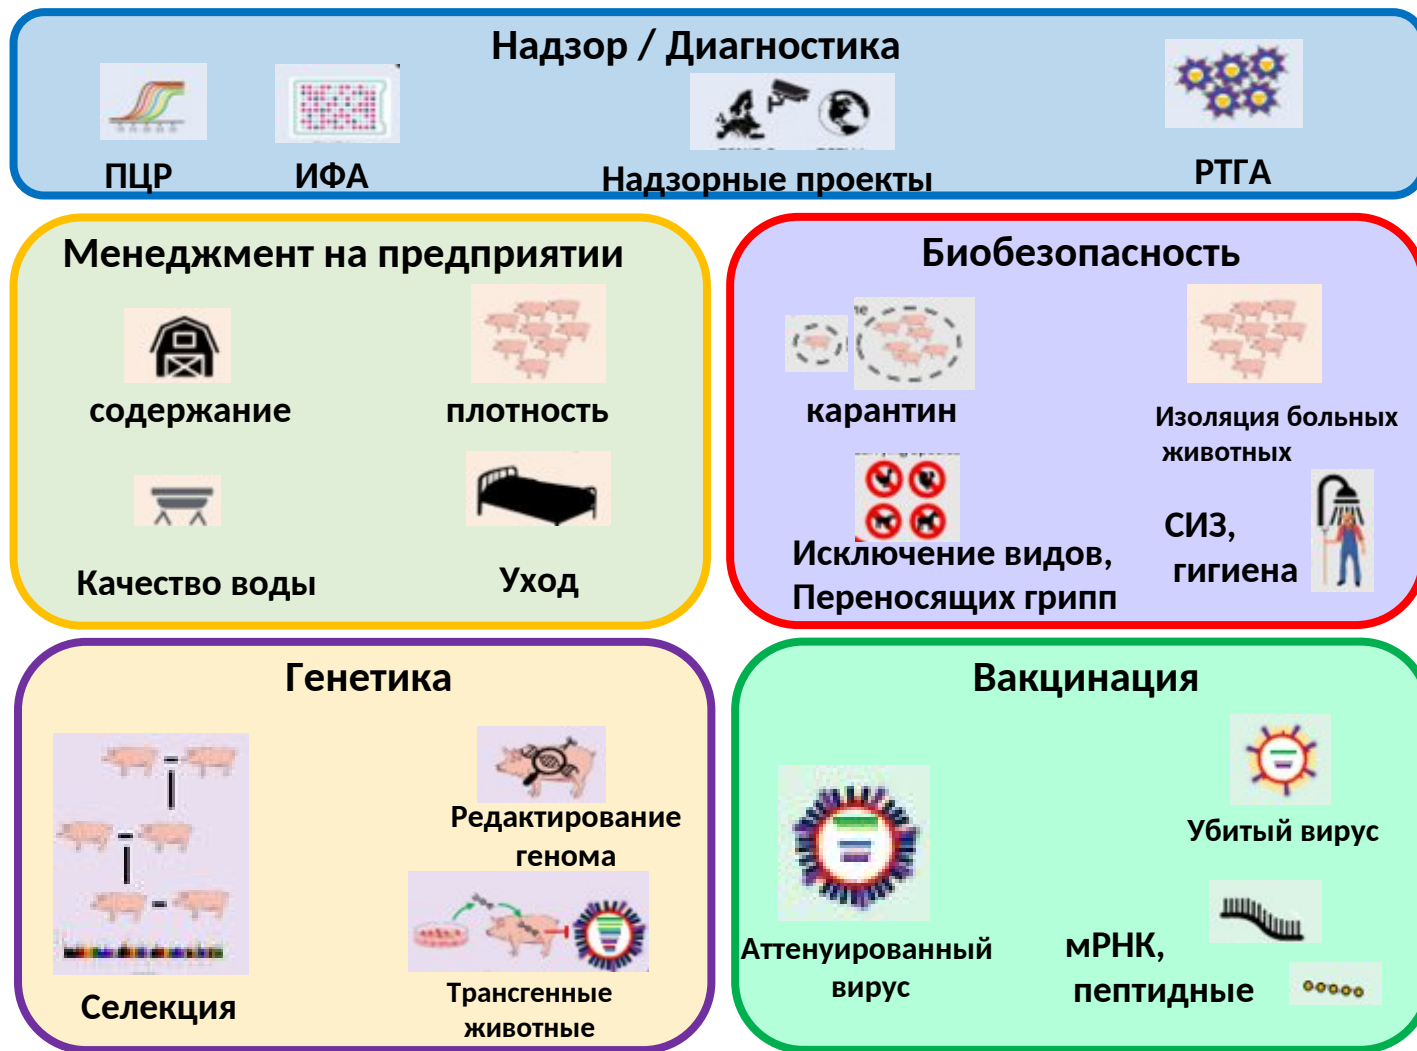 Надзор / Диагностика
ПЦР
ИФА
Надзорные проекты
РТГА
Менеджмент на предприятии
содержание
плотность
Качество воды
Уход
Биобезопасность
карантин
Изоляция больных
животных
Исключение видов,
Переносящих грипп
СИЗ,
гигиена
Генетика
Селекция
Редактирование
генома
Трансгенные
животные
Вакцинация
Аттенуированный
вирус
Убитый вирус
мРНК,
пептидные